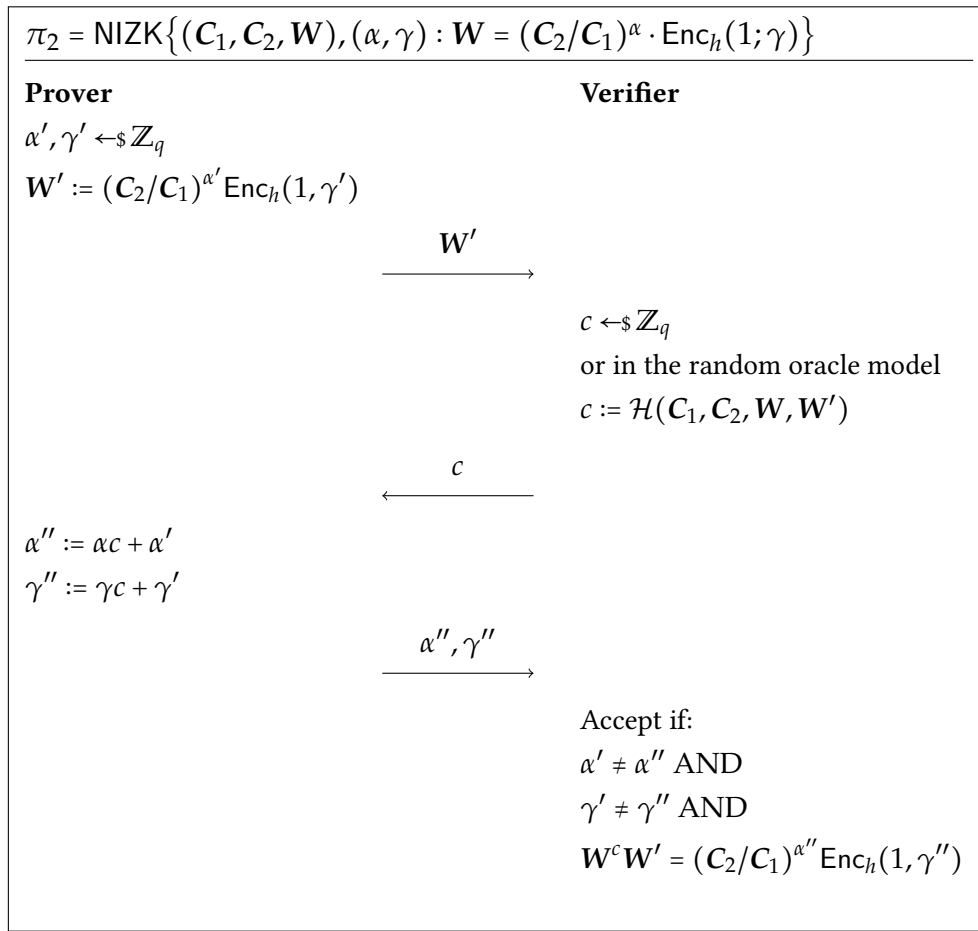 π₂ = NIZK{(C₁, C₂, W), (α, γ) : W = (C₂/C₁)^α · Enc_h(1; γ)}
Prover Verifier
α′, γ′ ←$ ℤ_q
W′ := (C₂/C₁)^α′ Enc_h(1, γ′)
W′
c ←$ ℤ_q
or in the random oracle model
c := ℋ(C₁, C₂, W, W′)
c
α″ := αc + α′
γ″ := γc + γ′
α″, γ″
Accept if:
α′ ≠ α″ AND
γ′ ≠ γ″ AND
W^c W′ = (C₂/C₁)^α″ Enc_h(1, γ″)